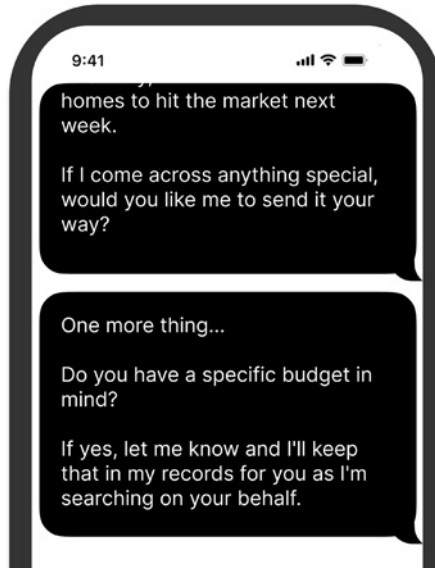 9:41
homes to hit the market next
week.
If I come across anything special,
would you like me to send it your
way?
One more thing...
Do you have a specific budget in
mind?
If yes, let me know and I'll keep
that in my records for you as I'm
searching on your behalf.